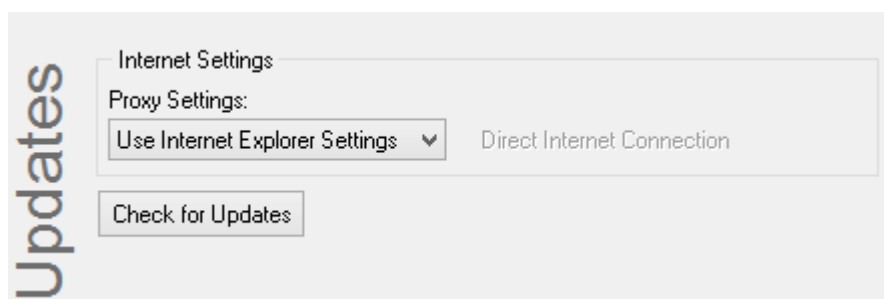 Updates
Internet Settings
Proxy Settings:
Use Internet Explorer Settings
Direct Internet Connection
Check for Updates